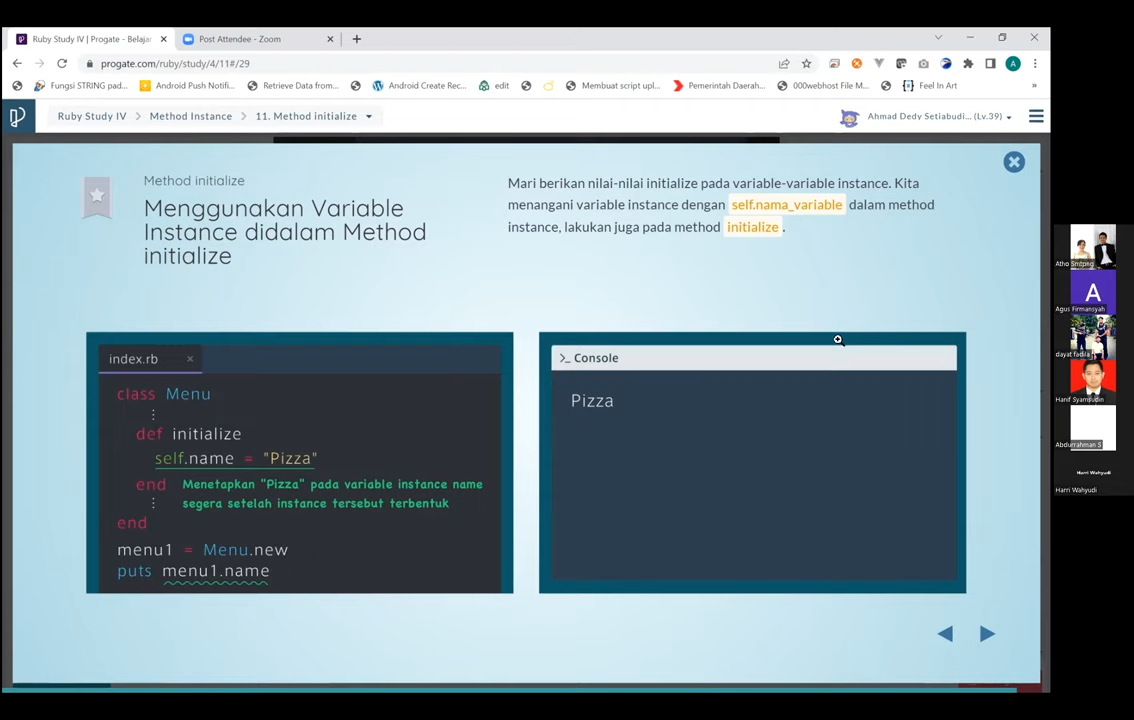 Ruby Study IV | Progate - Belajar
Post Attendee - Zoom
progate.com/ruby/study/4/11#/29
Fungsi STRING pad...
Android Push Notifi...
Retrieve Data from...
Android Create Rec...
edit
Membuat script upl...
Pemerintah Daerah...
000webhost File M...
Feel In Art
»
Ruby Study IV > Method Instance > 11. Method initialize
Ahmad Dedy Setiabudi... (Lv.39)
Method initialize
Menggunakan Variable
Instance didalam Method
initialize
Mari berikan nilai-nilai initialize pada variable-variable instance. Kita
menangani variable instance dengan self.nama_variable dalam method
instance, lakukan juga pada method initialize.
index.rb
class Menu
⋮
def initialize
self.name = "Pizza"
end Menetapkan "Pizza" pada variable instance name
⋮ segera setelah instance tersebut terbentuk
end
menu1 = Menu.new
puts menu1.name
>_ Console
Pizza
A
Atho Smtpng
A
Agus Firmansyah
dayat fadila
Hanif Syamsudin
Abdurrahman S
Harri Wahyudi
Harri Wahyudi